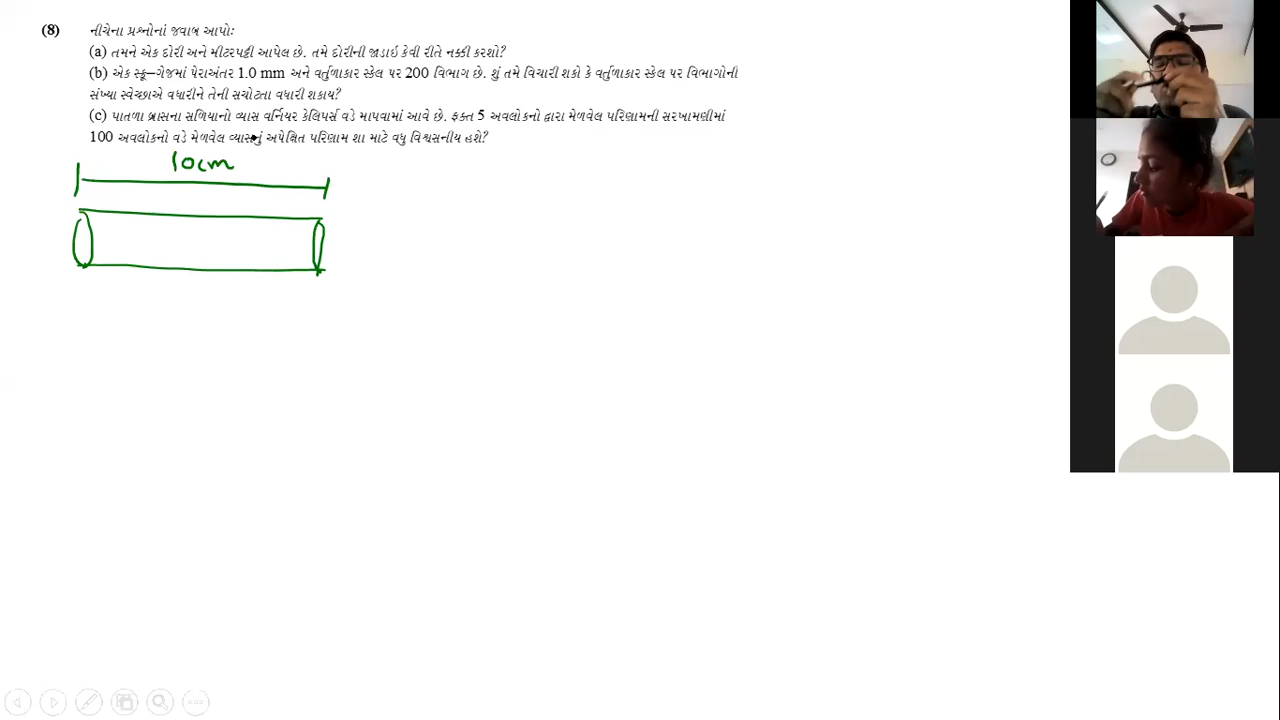 (8) નીચેના પ્રશ્નોનાં જવાબ આપો:
(a) તમને એક દોરી અને મીટરપટ્ટી આપેલ છે. તમે દોરીની જાડાઈ કેવી રીતે નક્કી કરશો?
(b) એક સ્ક્રૂ–ગેજમાં પેરાઅંતર 1.0 mm અને વર્તુળાકાર સ્કેલ પર 200 વિભાગ છે. શું તમે વિચારી શકો કે વર્તુળાકાર સ્કેલ પર વિભાગોની
સંખ્યા સ્વેચ્છાએ વધારીને તેની સચોટતા વધારી શકાય?
(c) પાતળા બ્રાસના સળિયાનો વ્યાસ વર્નિયર કેલિપર્સ વડે માપવામાં આવે છે. ફક્ત 5 અવલોકનો દ્વારા મેળવેલ પરિણામની સરખામણીમાં
100 અવલોકનો વડે મેળવેલ વ્યાસનું અપેક્ષિત પરિણામ શા માટે વધુ વિશ્વસનીય હશે?
10cm